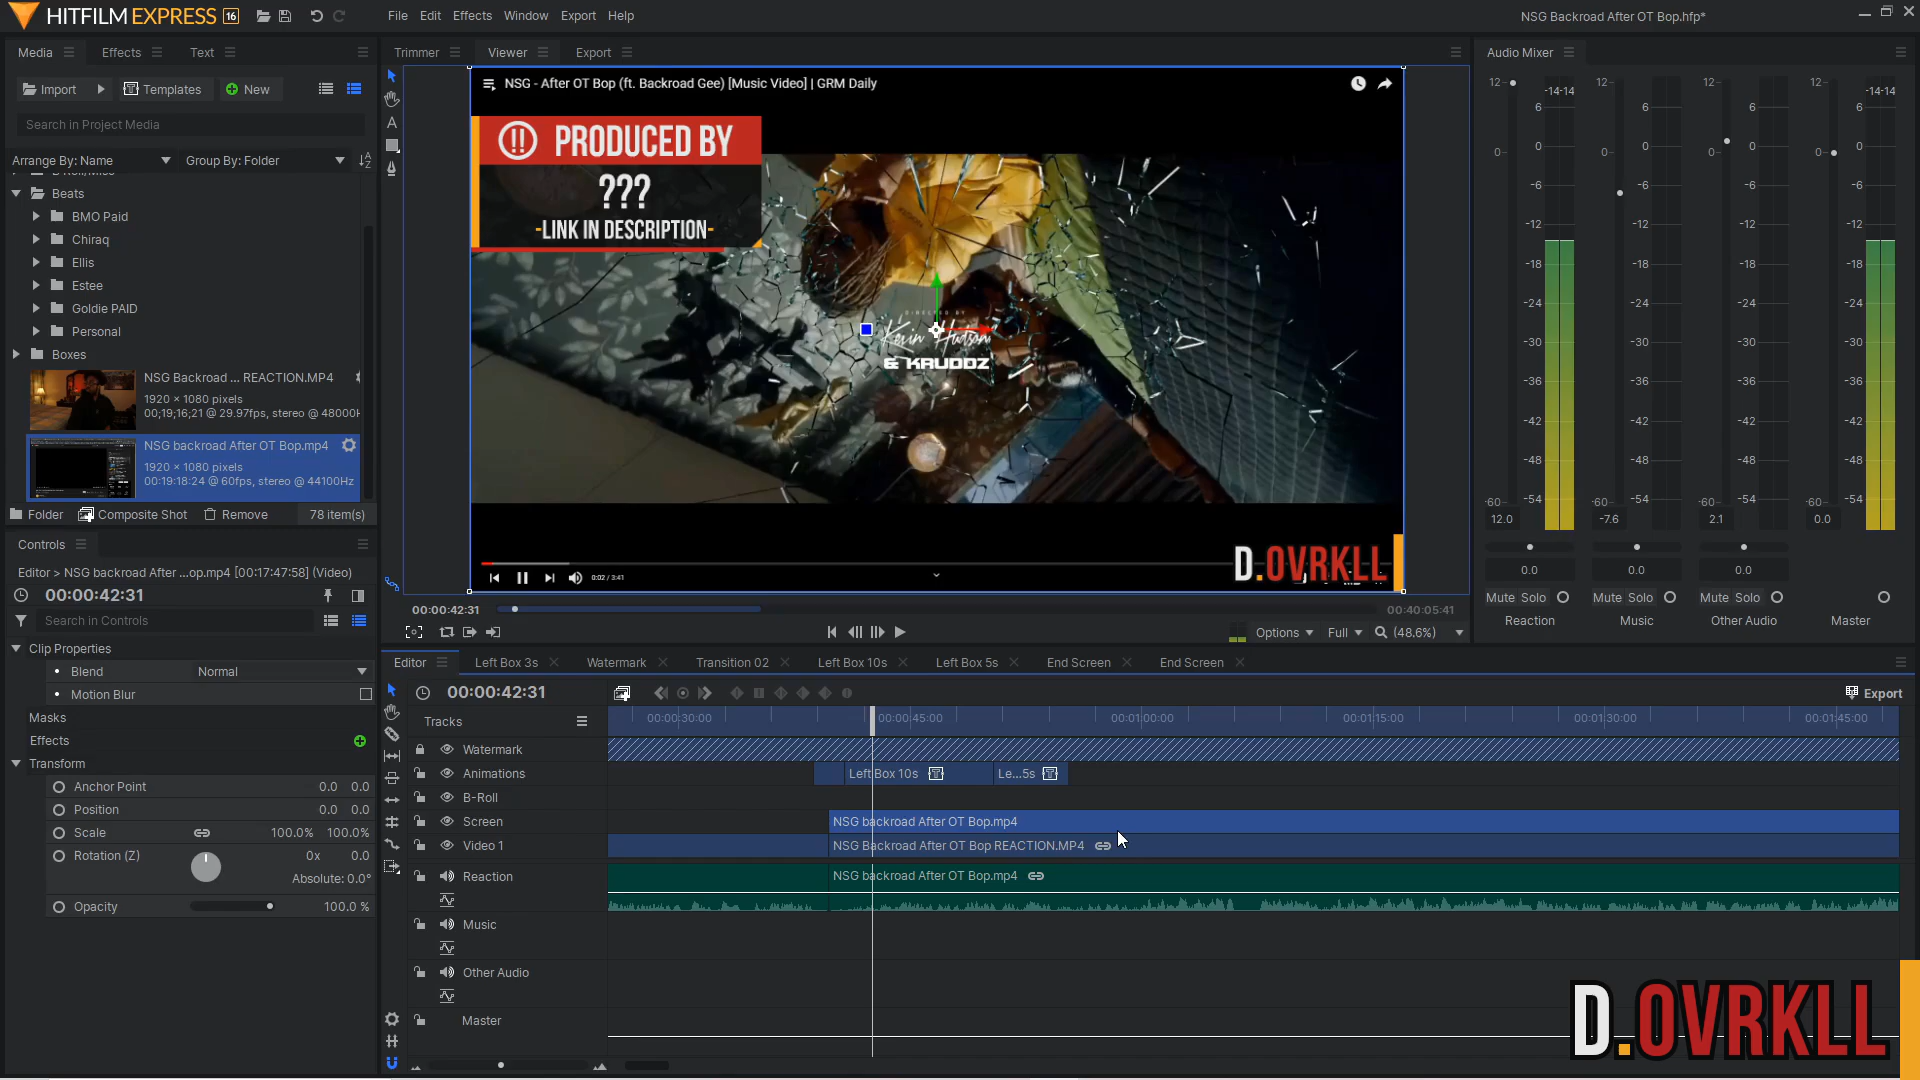 HITFILM EXPRESS 16
File Edit Effects Window Export Help
NSG Backroad After OT Bop.hfp*
Media Effects Text
Import Templates New
Search in Project Media
Arrange By: Name Group By: Folder
Beats
BMO Paid
Chiraq
Ellis
Estee
Goldie PAID
Personal
Boxes
NSG Backroad ... REACTION.MP4
1920 × 1080 pixels
00;19;16;21 @ 29.97fps, stereo @ 48000H
NSG backroad After OT Bop.mp4
1920 × 1080 pixels
00:19:18:24 @ 60fps, stereo @ 44100Hz
Folder Composite Shot Remove 78 item(s)
Controls
Editor > NSG backroad After ...op.mp4 [00:17:47:58] (Video)
00:00:42:31
Search in Controls
Clip Properties
Blend Normal
Motion Blur
Masks
Effects
Transform
Anchor Point 0.0 0.0
Position 0.0 0.0
Scale 100.0% 100.0%
Rotation (Z) 0x 0.0
Absolute: 0.0°
Opacity 100.0 %
Trimmer Viewer Export
NSG - After OT Bop (ft. Backroad Gee) [Music Video] | GRM Daily
!! PRODUCED BY
???
-LINK IN DESCRIPTION-
DIRECTED BY
Kevin Hudson
& KRUDDZ
0:02 / 3:41
D.OVRKLL
00:00:42:31 00:40:05:41
Options Full (48.6%)
Audio Mixer
12 -14-14 12 12 12 -14-14
6 6 6 6
0 0 0 0 0 0 0 0
-6 -6 -6 -6
-12 -12 -12 -12
-18 -18 -18 -18
-24 -24 -24 -24
-30 -30 -30 -30
-36 -36 -36 -36
-42 -42 -42 -42
-48 -48 -48 -48
-54 -54 -54 -54
-60 -60 -60 -60
12.0 -7.6 2.1 0.0
0.0 0.0 0.0
Mute Solo Mute Solo Mute Solo
Reaction Music Other Audio Master
Editor Left Box 3s Watermark Transition 02 Left Box 10s Left Box 5s End Screen End Screen
00:00:42:31 Export
Tracks 00:00:30:00 00:00:45:00 00:01:00:00 00:01:15:00 00:01:30:00 00:01:45:00
Watermark
Animations Left Box 10s Le...5s
B-Roll
Screen NSG backroad After OT Bop.mp4
Video 1 NSG Backroad After OT Bop REACTION.MP4
Reaction NSG backroad After OT Bop.mp4
Music
Other Audio
Master
D.OVRKLL